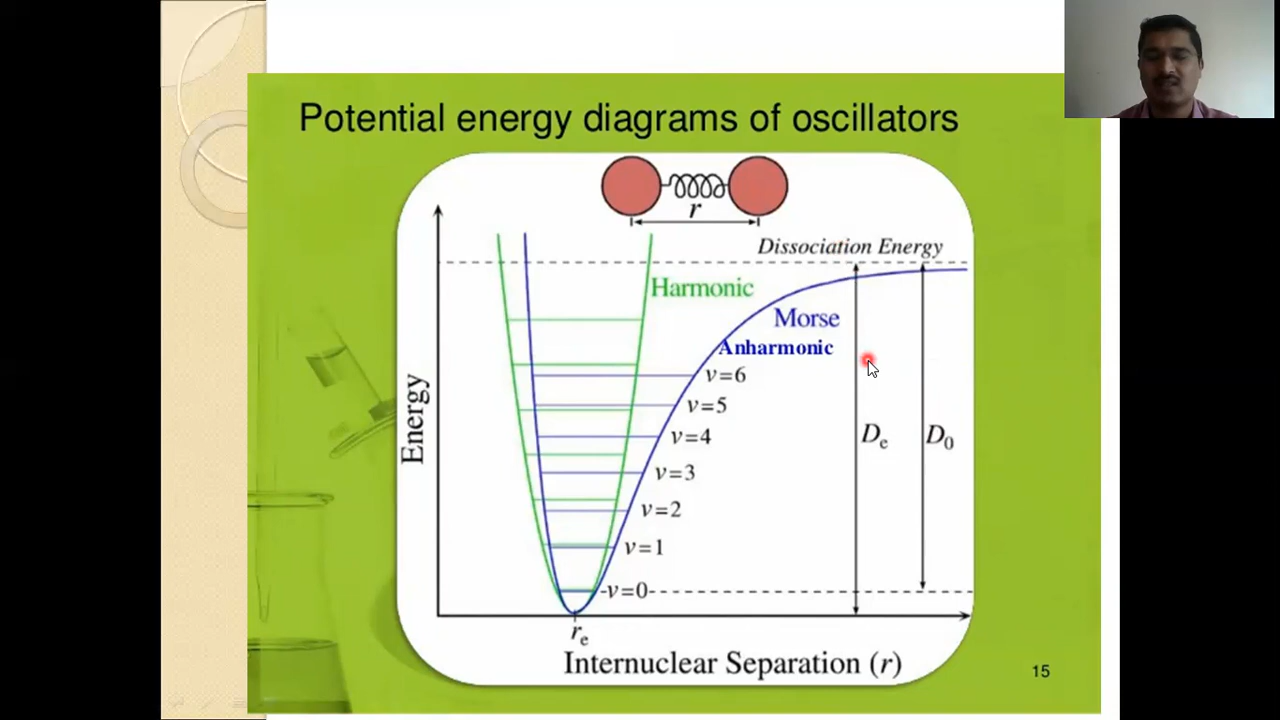 Potential energy diagrams of oscillators
r
Dissociation Energy
Harmonic
Morse
Anharmonic
v=6
v=5
v=4
v=3
v=2
v=1
v=0
Energy
De
D0
re
Internuclear Separation (r)
15